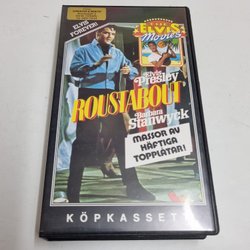 ELVIS
FOREVER!
ELVIS
Movies
Elvis
Presley
ROUSTABOUT
Barbara
Stanwyck
MASSOR AV
HÄFTIGA
TOPPLÅTAR!
KÖPKASSETT